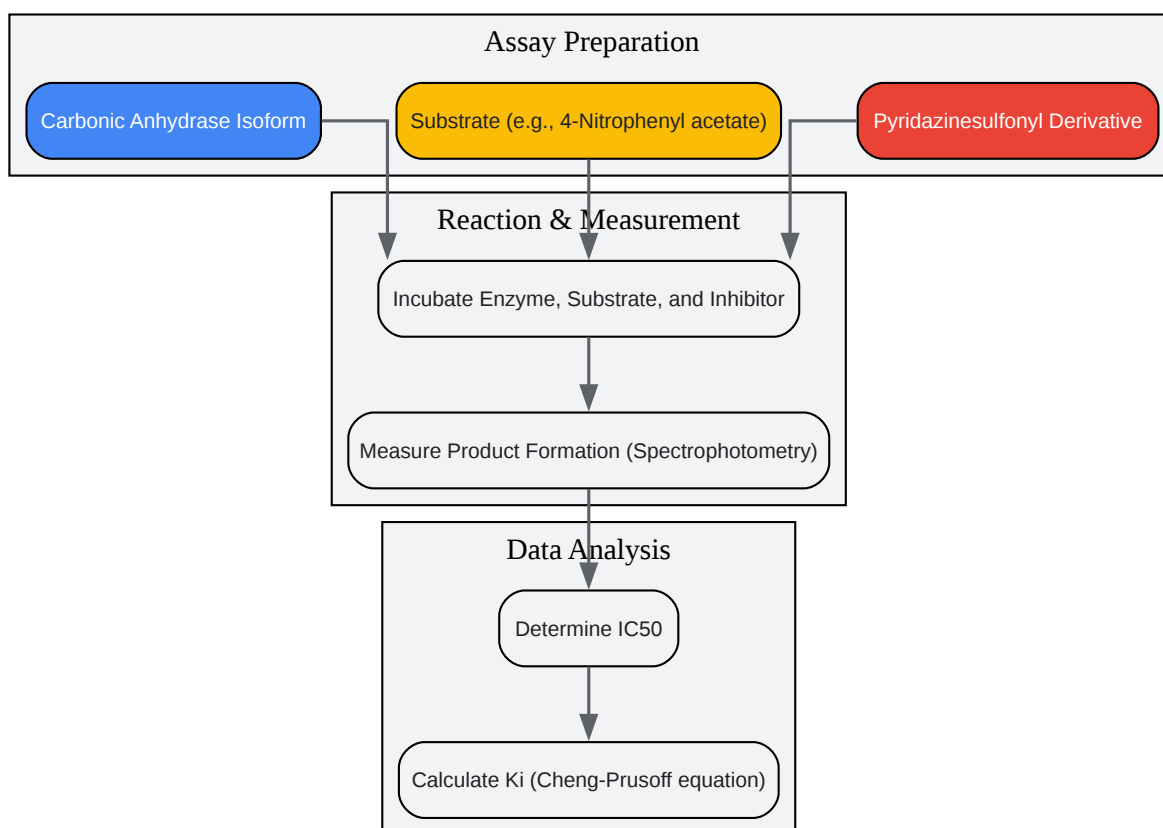 Assay Preparation
Carbonic Anhydrase Isoform
Substrate (e.g., 4-Nitrophenyl acetate)
Pyridazinesulfonyl Derivative
Reaction & Measurement
Incubate Enzyme, Substrate, and Inhibitor
Measure Product Formation (Spectrophotometry)
Data Analysis
Determine IC50
Calculate Ki (Cheng-Prusoff equation)